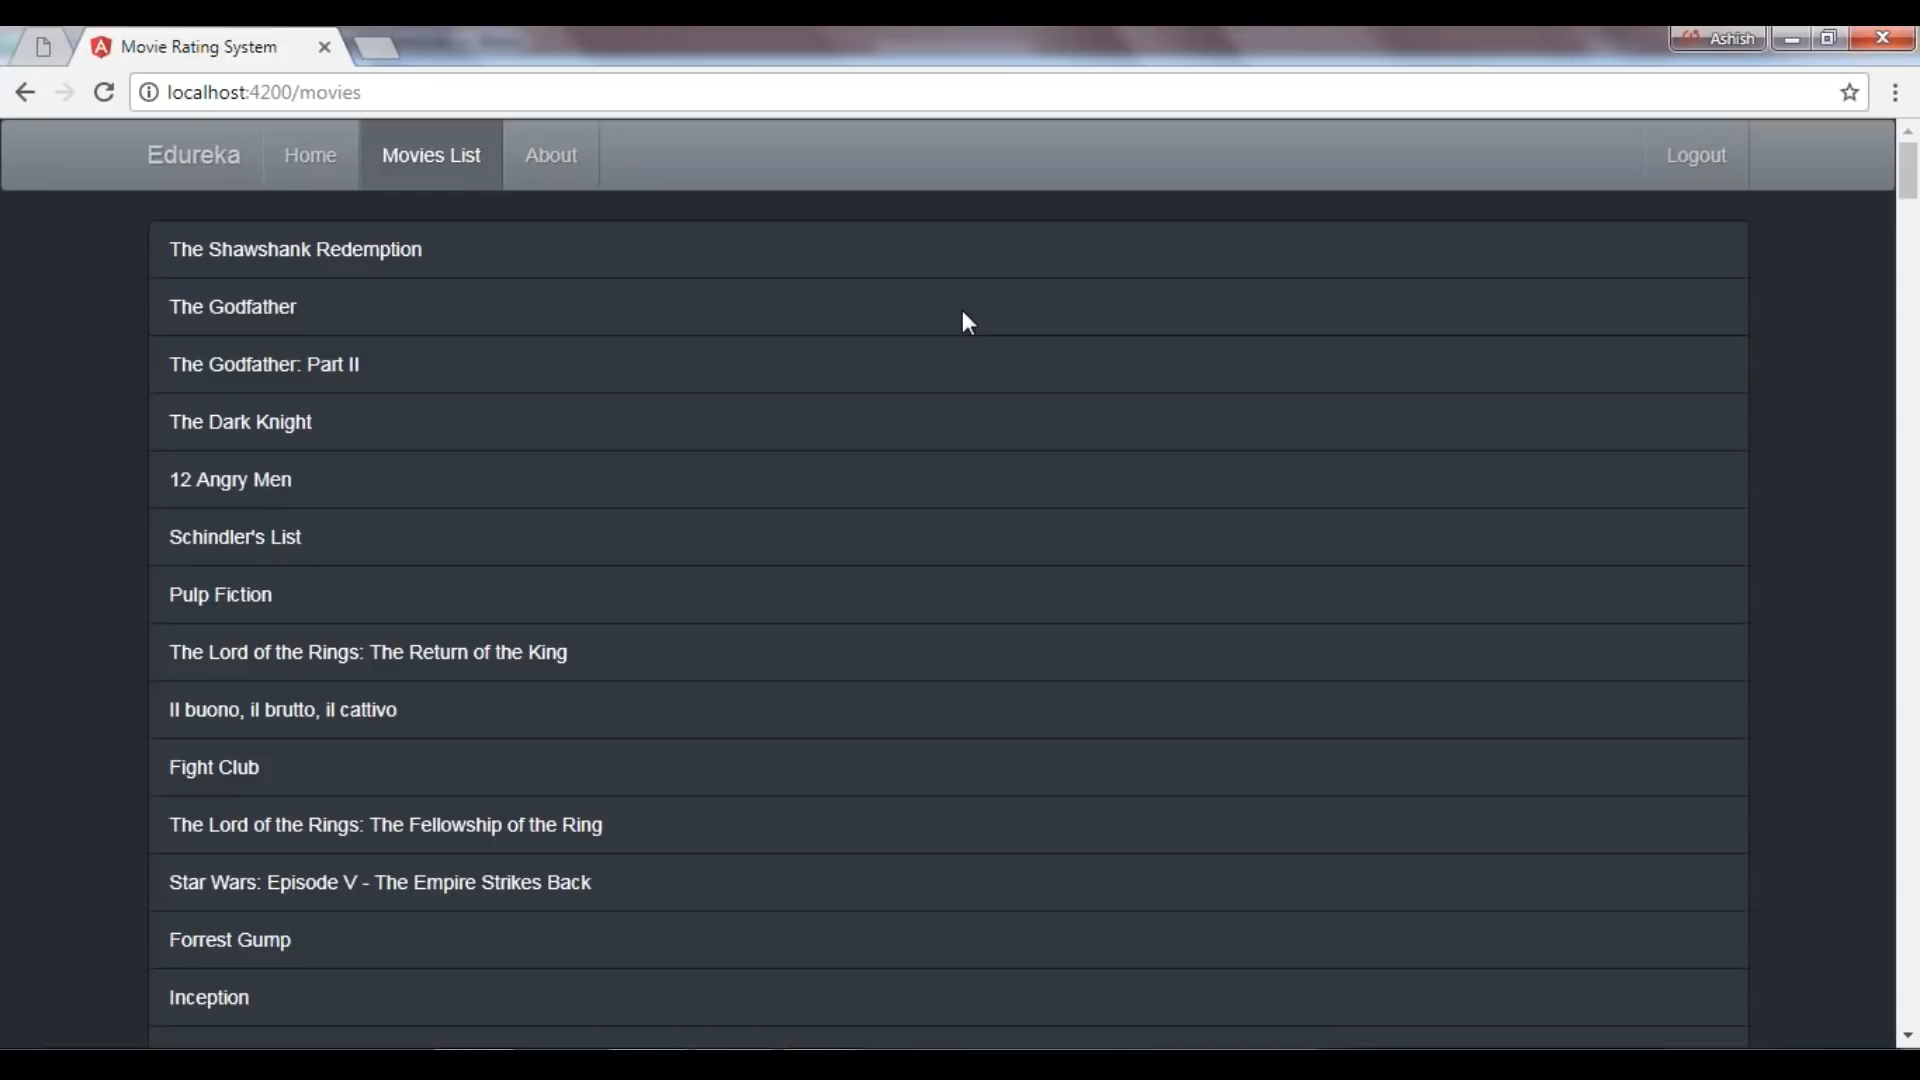 Movie Rating System
Ashish
localhost:4200/movies
Edureka Home Movies List About Logout
The Shawshank Redemption
The Godfather
The Godfather: Part II
The Dark Knight
12 Angry Men
Schindler's List
Pulp Fiction
The Lord of the Rings: The Return of the King
Il buono, il brutto, il cattivo
Fight Club
The Lord of the Rings: The Fellowship of the Ring
Star Wars: Episode V - The Empire Strikes Back
Forrest Gump
Inception